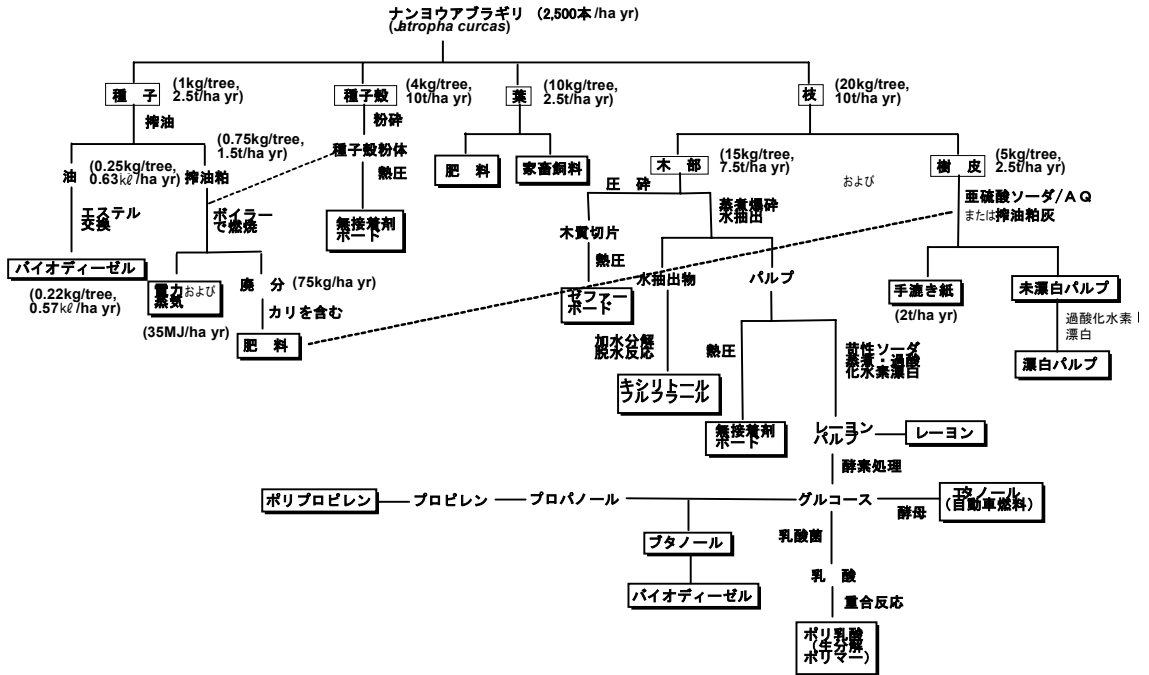 ナンヨウアブラギリ (2,500本/ha yr)
(Jatropha curcas)
種 子
(1kg/tree,
2.5t/ha yr)
種子殻
(4kg/tree,
10t/ha yr)
葉
(10kg/tree,
2.5t/ha yr)
枝
(20kg/tree,
10t/ha yr)
搾油
粉砕
油
(0.25kg/tree,
0.63kℓ/ha yr)
搾油粕
(0.75kg/tree,
1.5t/ha yr)
種子殻粉体
熱圧
無接着剤
ボード
肥 料
家畜飼料
木 部
(15kg/tree,
7.5t/ha yr)
樹 皮
(5kg/tree,
2.5t/ha yr)
エステル
交換
ボイラー
で燃焼
バイオディーゼル
(0.22kg/tree,
0.57kℓ/ha yr)
電力および
蒸気
(35MJ/ha yr)
廃 分
(75kg/ha yr)
カリを含む
肥 料
圧 砕
木質切片
熱圧
ゼファー
ボード
蒸煮爆砕
水抽出
水抽出物
パルプ
加水分解
脱水反応
キシリトール
フルフラール
熱圧
無接着剤
ボード
苛性ソーダ
蒸煮・過酸
化水素漂白
および
亜硫酸ソーダ/AQ
または搾油粕灰
手漉き紙
(2t/ha yr)
未漂白パルプ
過酸化水素
漂白
漂白パルプ
レーヨン
パルプ
レーヨン
酵素処理
ポリプロピレン
プロピレン
プロパノール
グルコース
酵母
エタノール
(自動車燃料)
ブタノール
バイオディーゼル
乳酸菌
乳 酸
重合反応
ポリ乳酸
(生分解
ポリマー)